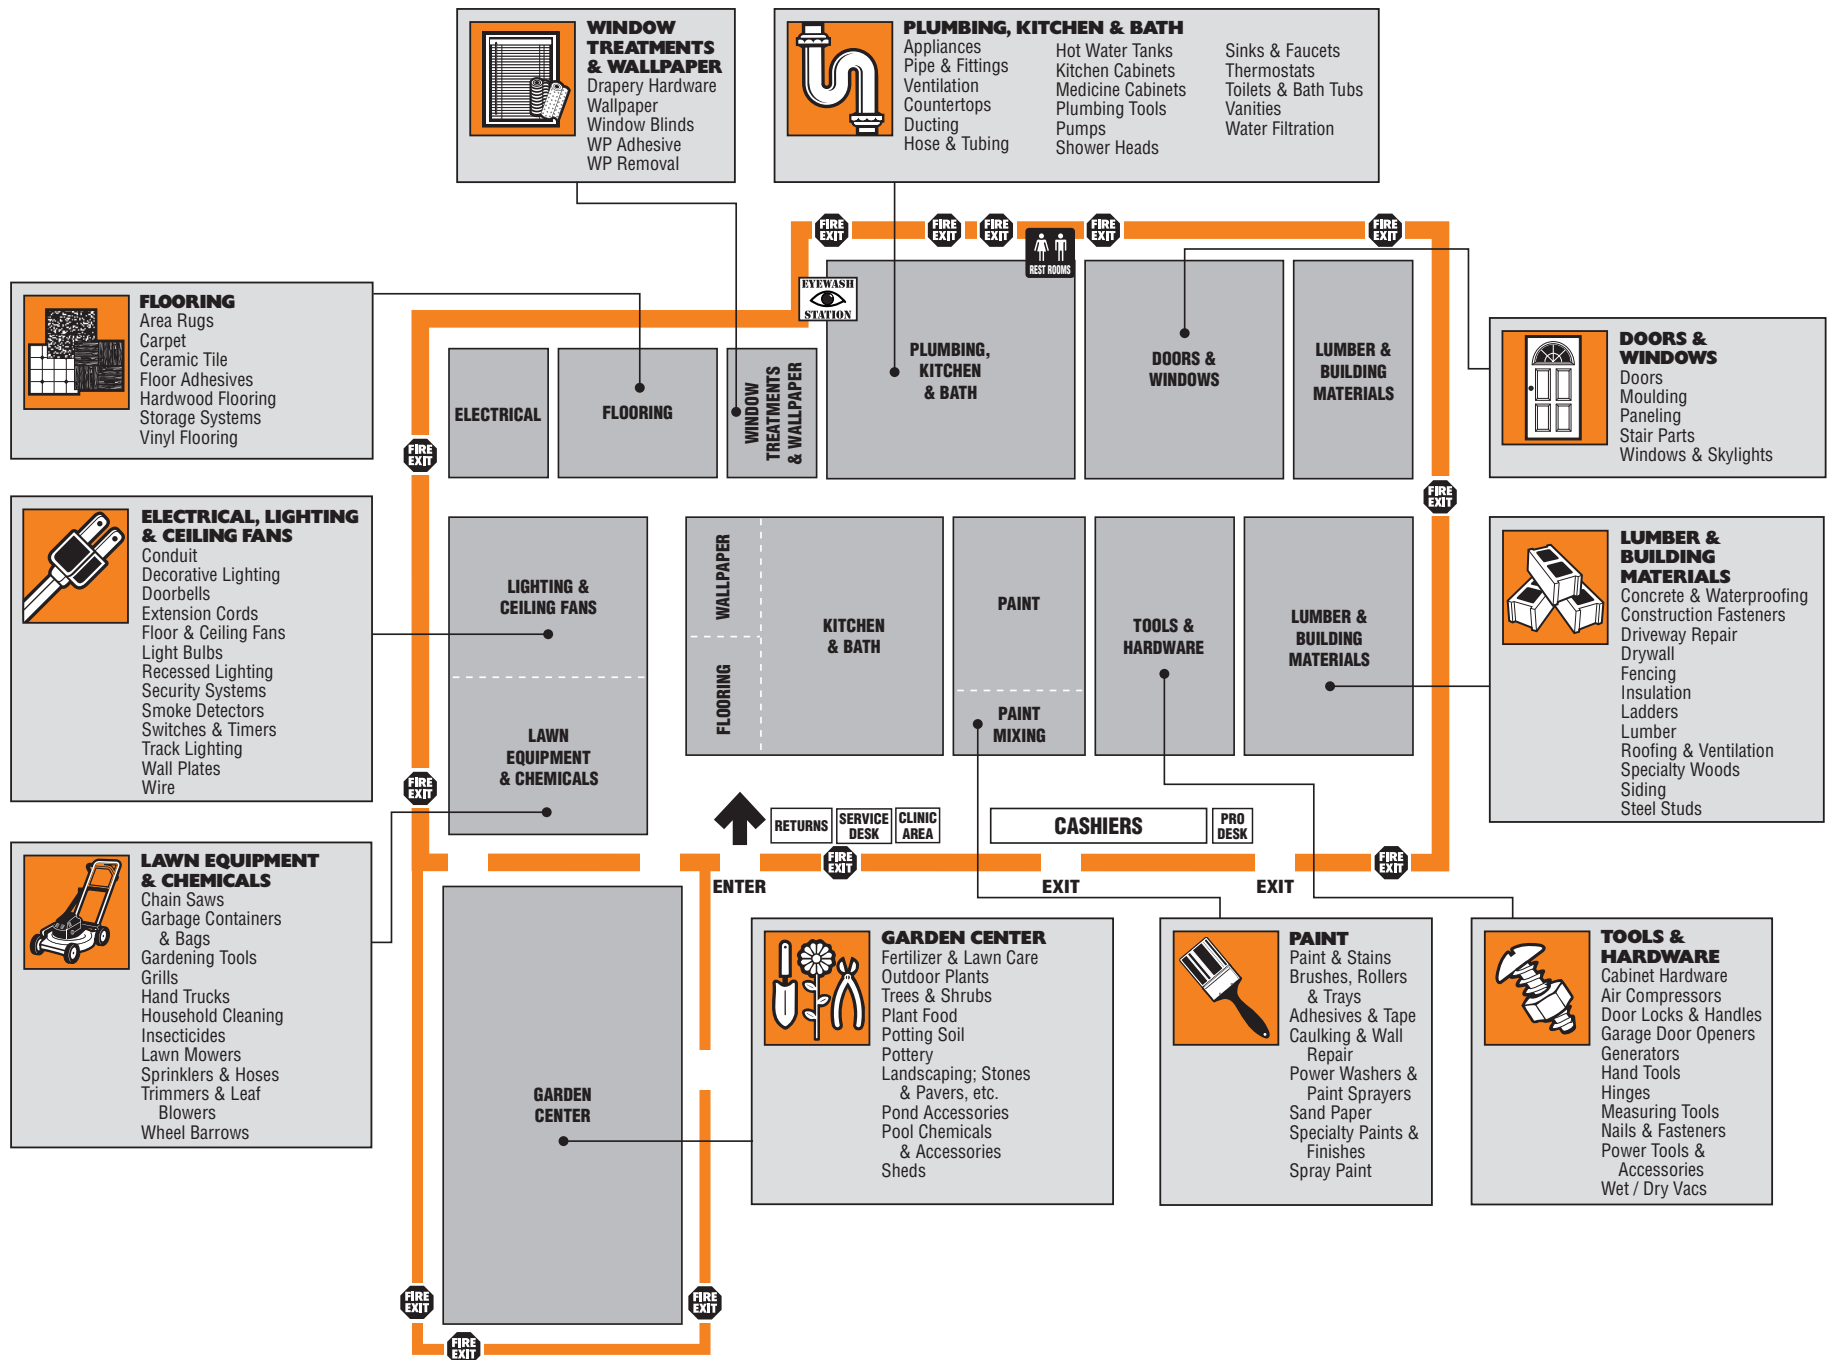 WINDOW
TREATMENTS
& WALLPAPER
Drapery Hardware
Wallpaper
Window Blinds
WP Adhesive
WP Removal
PLUMBING, KITCHEN & BATH
Appliances
Pipe & Fittings
Ventilation
Countertops
Ducting
Hose & Tubing
Hot Water Tanks
Kitchen Cabinets
Medicine Cabinets
Plumbing Tools
Pumps
Shower Heads
Sinks & Faucets
Thermostats
Toilets & Bath Tubs
Vanities
Water Filtration
FIRE
EXIT
FIRE
EXIT
FIRE
EXIT
FIRE
EXIT
FIRE
EXIT
REST ROOMS
EYEWASH
STATION
FLOORING
Area Rugs
Carpet
Ceramic Tile
Floor Adhesives
Hardwood Flooring
Storage Systems
Vinyl Flooring
ELECTRICAL
FLOORING
WINDOW
TREATMENTS
& WALLPAPER
PLUMBING,
KITCHEN
& BATH
DOORS &
WINDOWS
LUMBER &
BUILDING
MATERIALS
DOORS &
WINDOWS
Doors
Moulding
Paneling
Stair Parts
Windows & Skylights
FIRE
EXIT
FIRE
EXIT
ELECTRICAL, LIGHTING
& CEILING FANS
Conduit
Decorative Lighting
Doorbells
Extension Cords
Floor & Ceiling Fans
Light Bulbs
Recessed Lighting
Security Systems
Smoke Detectors
Switches & Timers
Track Lighting
Wall Plates
Wire
LIGHTING &
CEILING FANS
LAWN
EQUIPMENT
& CHEMICALS
WALLPAPER
FLOORING
KITCHEN
& BATH
PAINT
PAINT
MIXING
TOOLS &
HARDWARE
LUMBER &
BUILDING
MATERIALS
LUMBER &
BUILDING
MATERIALS
Concrete & Waterproofing
Construction Fasteners
Driveway Repair
Drywall
Fencing
Insulation
Ladders
Lumber
Roofing & Ventilation
Specialty Woods
Siding
Steel Studs
FIRE
EXIT
RETURNS
SERVICE
DESK
CLINIC
AREA
CASHIERS
PRO
DESK
FIRE
EXIT
FIRE
EXIT
ENTER
EXIT
EXIT
LAWN EQUIPMENT
& CHEMICALS
Chain Saws
Garbage Containers
& Bags
Gardening Tools
Grills
Hand Trucks
Household Cleaning
Insecticides
Lawn Mowers
Sprinklers & Hoses
Trimmers & Leaf
Blowers
Wheel Barrows
GARDEN
CENTER
GARDEN CENTER
Fertilizer & Lawn Care
Outdoor Plants
Trees & Shrubs
Plant Food
Potting Soil
Pottery
Landscaping; Stones
& Pavers, etc.
Pond Accessories
Pool Chemicals
& Accessories
Sheds
PAINT
Paint & Stains
Brushes, Rollers
& Trays
Adhesives & Tape
Caulking & Wall
Repair
Power Washers &
Paint Sprayers
Sand Paper
Specialty Paints &
Finishes
Spray Paint
TOOLS &
HARDWARE
Cabinet Hardware
Air Compressors
Door Locks & Handles
Garage Door Openers
Generators
Hand Tools
Hinges
Measuring Tools
Nails & Fasteners
Power Tools &
Accessories
Wet / Dry Vacs
FIRE
EXIT
FIRE
EXIT
FIRE
EXIT